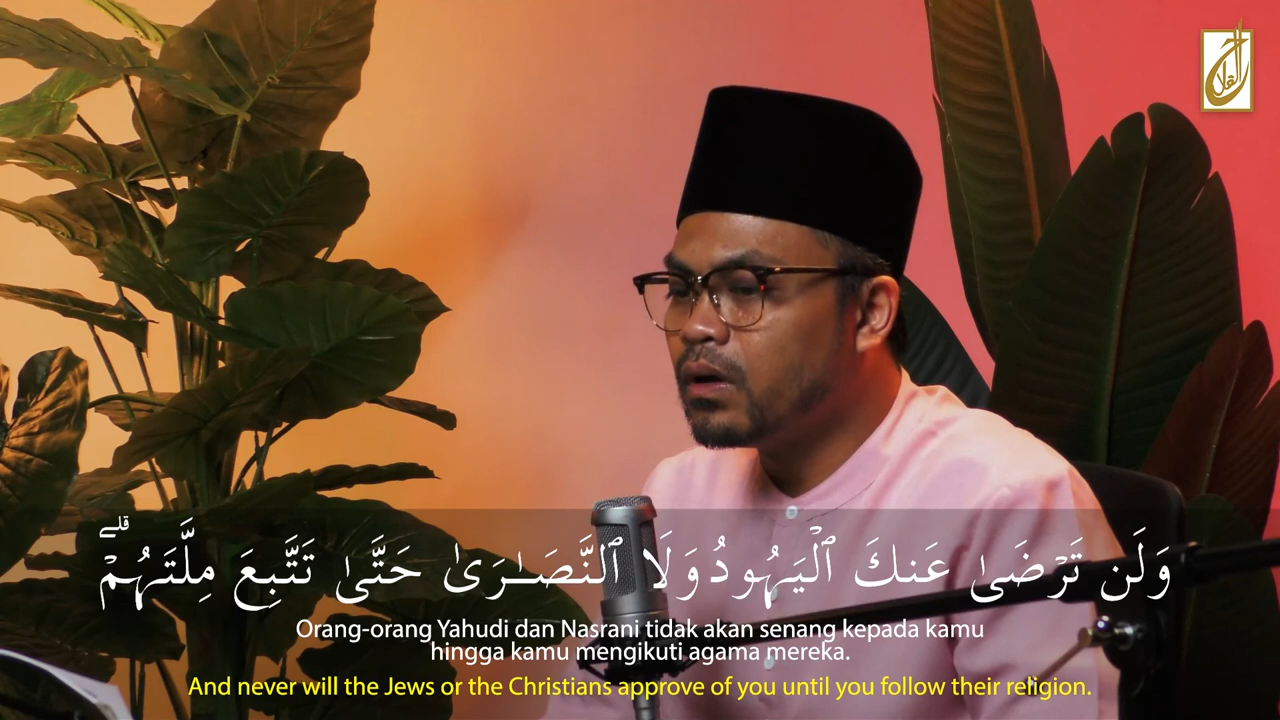 وَلَن تَرْضَىٰ عَنكَ ٱلْيَهُودُ وَلَا ٱلنَّصَـٰرَىٰ حَتَّىٰ تَتَّبِعَ مِلَّتَهُمْ ۗ
Orang-orang Yahudi dan Nasrani tidak akan senang kepada kamu
hingga kamu mengikuti agama mereka.
And never will the Jews or the Christians approve of you until you follow their religion.